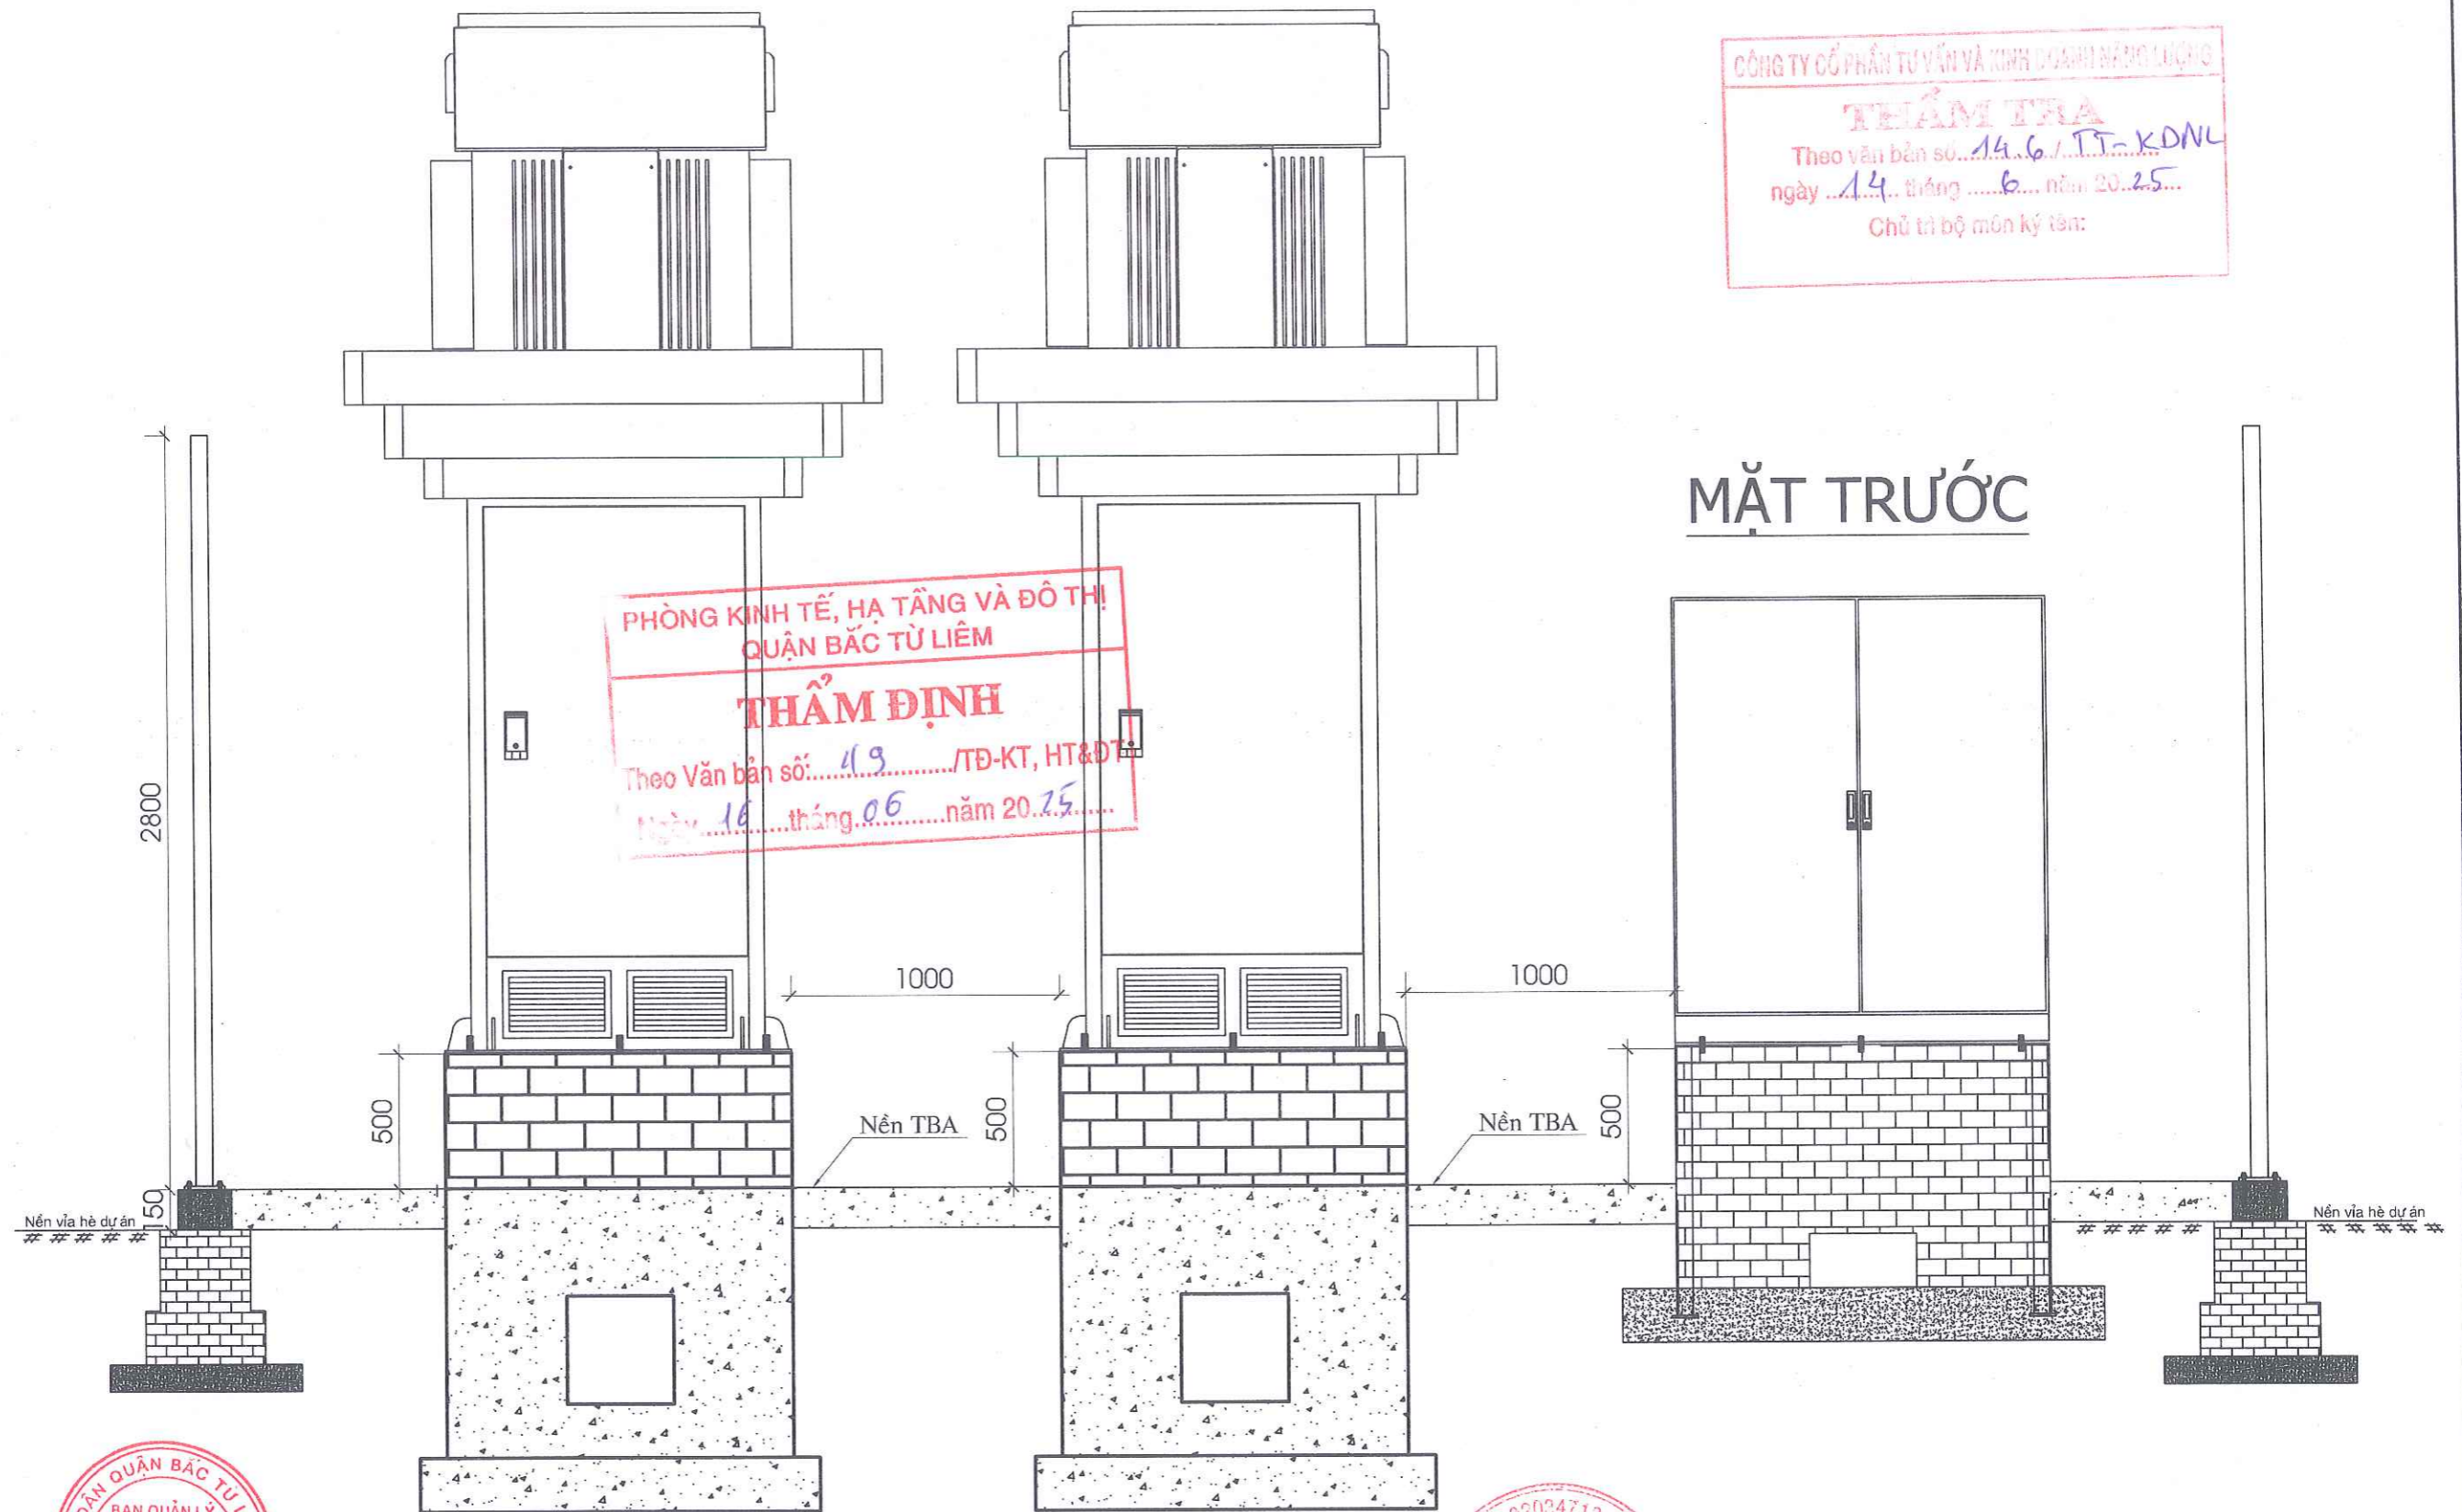 CÔNG TY CỔ PHẦN TƯ VẤN VÀ KINH DOANH NĂNG LƯỢNG
THẨM TRA
Theo văn bản số 14.6 / TT-KDNL
ngày 14 tháng 6 năm 20 25
Chủ trì bộ môn ký tên:
MẶT TRƯỚC
PHÒNG KINH TẾ, HẠ TẦNG VÀ ĐÔ THỊ
QUẬN BẮC TỪ LIÊM
THẨM ĐỊNH
Theo Văn bản số: 49 /TĐ-KT, HT&ĐT
Ngày 16 tháng 06 năm 20 25
2800
1000
1000
500
Nền TBA
500
Nền TBA
500
150
Nền vỉa hè dự án
Nền vỉa hè dự án
QUẬN BẮC TỪ
BAN QUẢN LÝ